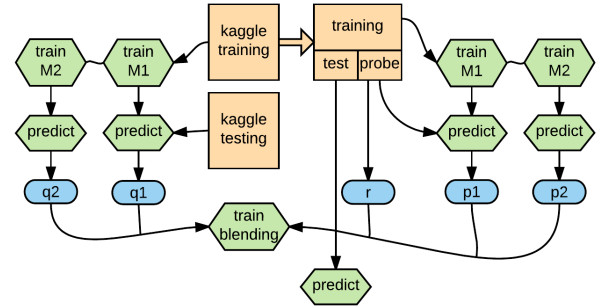 train
M2
train
M1
kaggle
training
training
test
probe
train
M1
train
M2
predict
predict
kaggle
testing
predict
predict
q2
q1
r
p1
p2
train
blending
predict